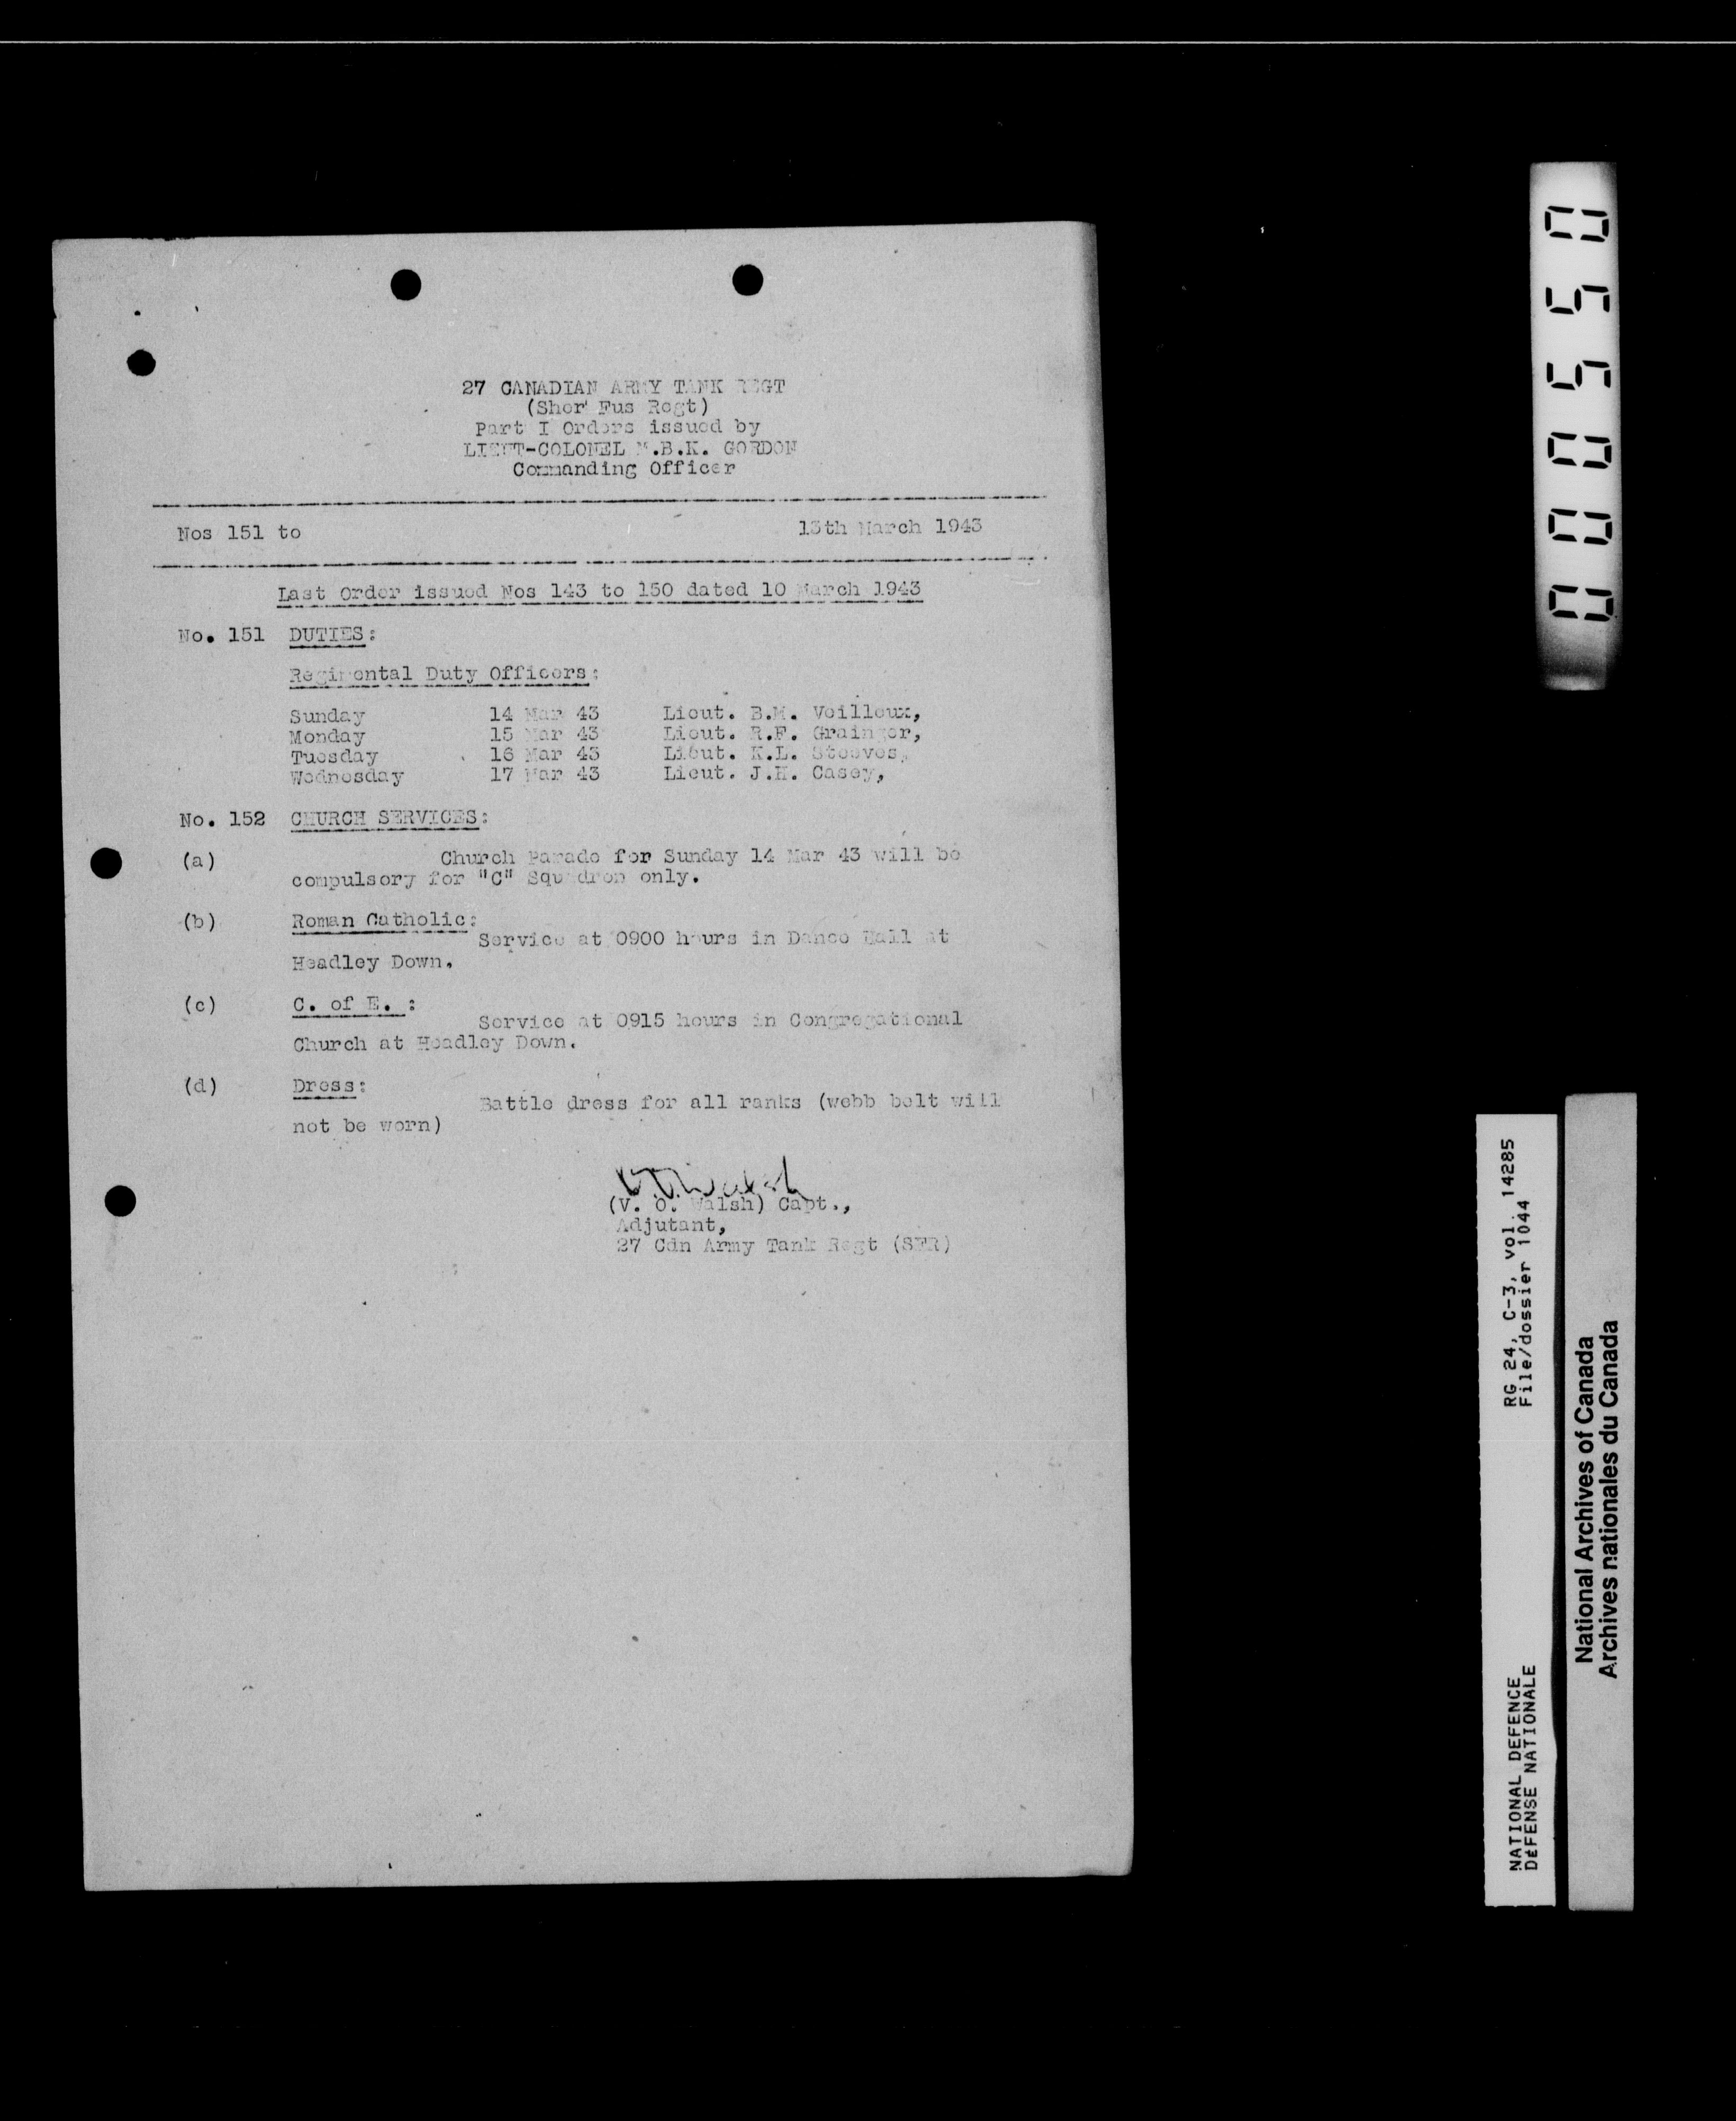 27 CANADIAN ARMY TANK REGT
(Sher Fus Regt)
Part I Orders issued by
LIEUT-COLONEL M.B.K. GORDON
Commanding Officer
Nos 151 to 13th March 1943
Last Order issued Nos 143 to 150 dated 10 March 1943
No. 151 DUTIES:
Regimental Duty Officers:
Sunday 14 Mar 43 Lieut. B.M. Veilleux,
Monday 15 Mar 43 Lieut. R.F. Grainger,
Tuesday 16 Mar 43 Lieut. K.L. Steeves,
Wednesday 17 Mar 43 Lieut. J.H. Casey,
No. 152 CHURCH SERVICES:
(a) Church Parade for Sunday 14 Mar 43 will be
compulsory for "C" Squadron only.
(b) Roman Catholic:
Service at 0900 hours in Dance Hall at
Headley Down.
(c) C. of E. :
Service at 0915 hours in Congregational
Church at Headley Down.
(d) Dress:
Battle dress for all ranks (webb belt will
not be worn)
(V. O. Walsh) Capt.,
Adjutant,
27 Cdn Army Tank Regt (SFR)
000550
RG 24, C-3, vol. 14285
File/dossier 1044
NATIONAL DEFENCE
DÉFENSE NATIONALE
National Archives of Canada
Archives nationales du Canada